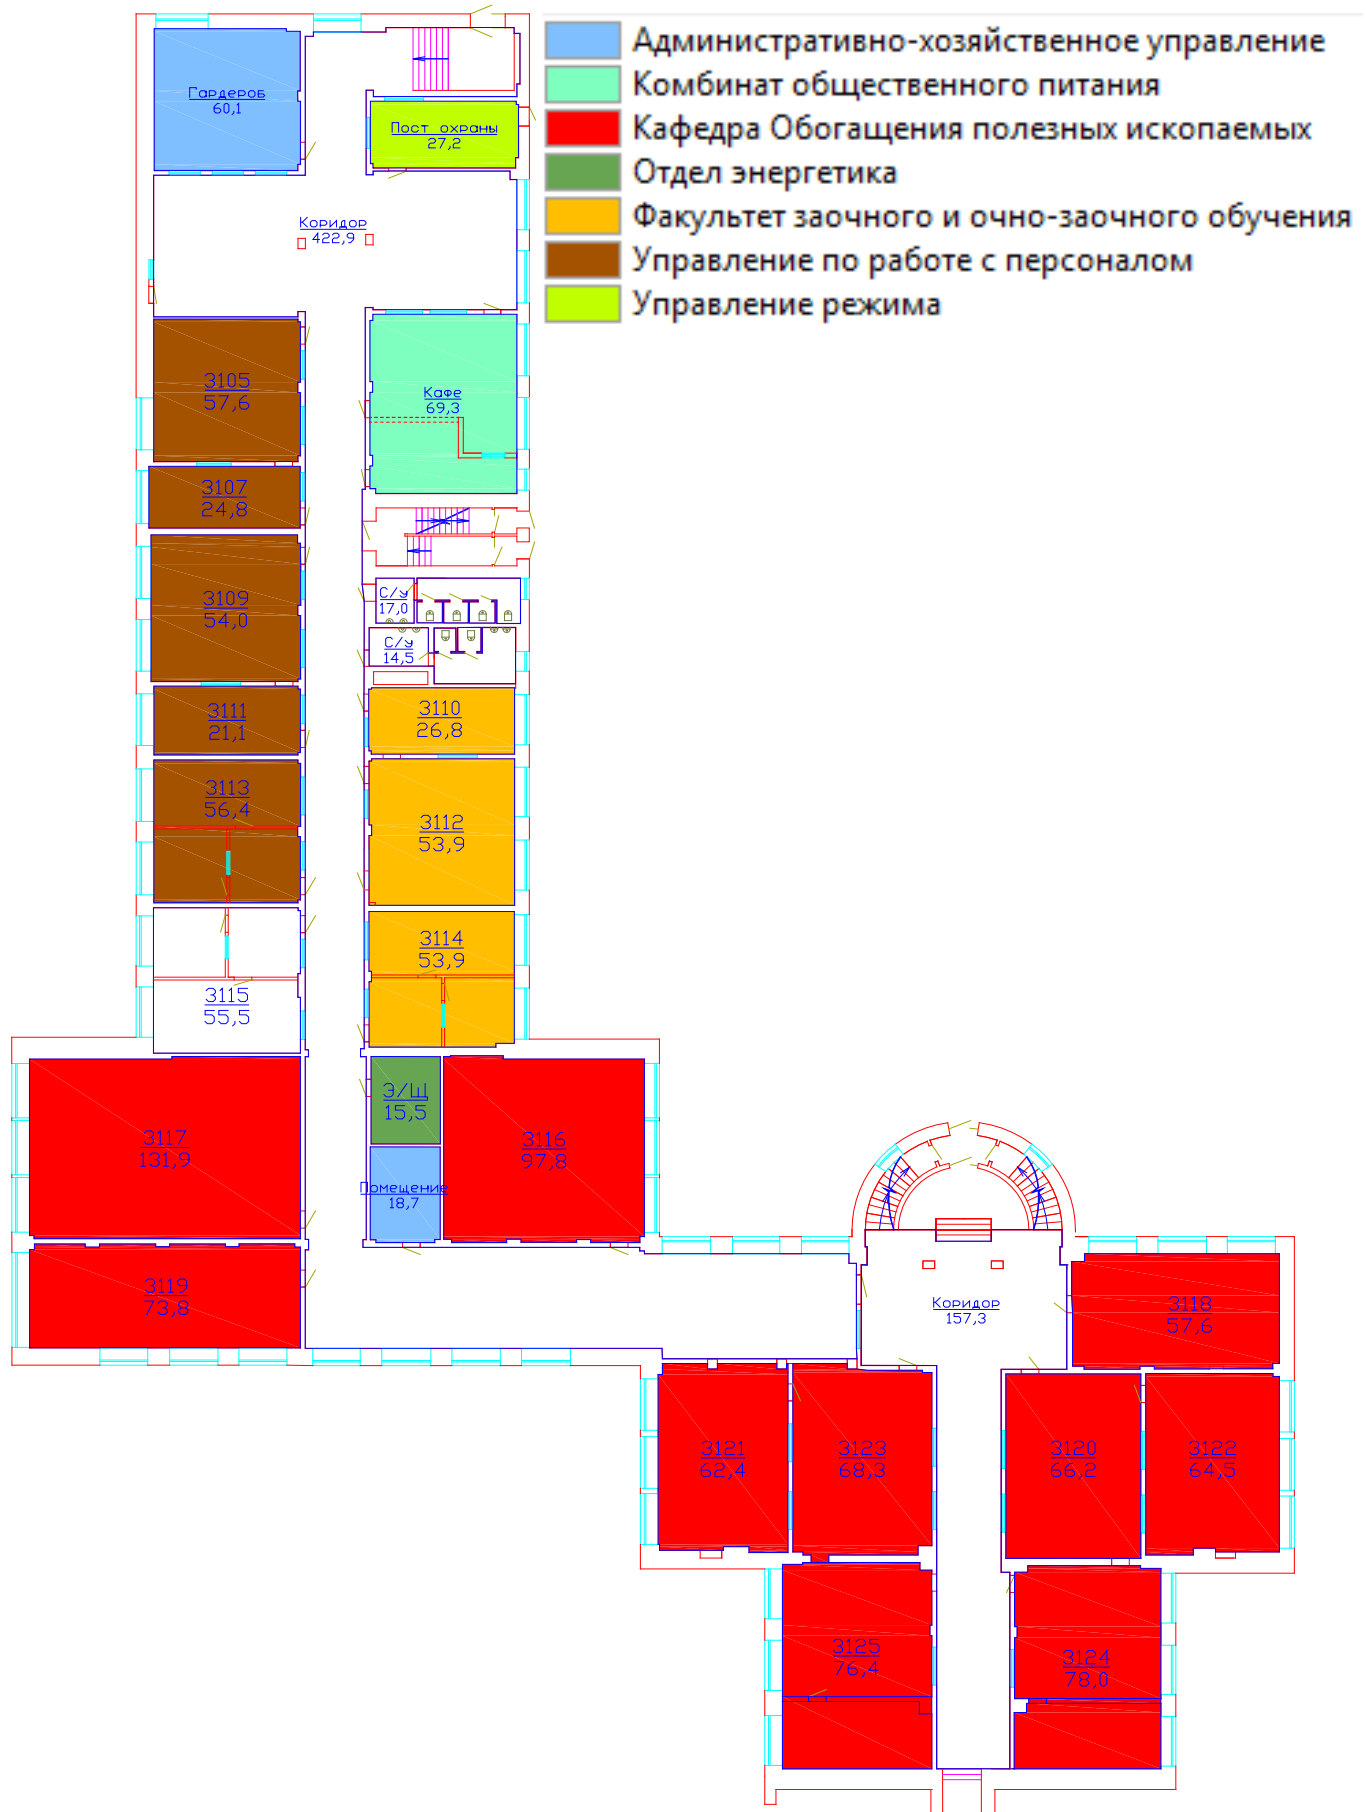 Административно-хозяйственное управление
Комбинат общественного питания
Кафедра Обогащения полезных ископаемых
Отдел энергетика
Факультет заочного и очно-заочного обучения
Управление по работе с персоналом
Управление режима
Гардероб
60,1
Пост охраны
27,2
Коридор
422,9
3105
57,6
Кафе
69,3
3107
24,8
3109
54,0
С/у
17,0
С/у
14,5
3111
21,1
3110
26,8
3113
56,4
3112
53,9
3114
53,9
3115
55,5
Э/Щ
15,5
3117
131,9
3116
97,8
Помещение
18,7
3119
73,8
Коридор
157,3
3118
57,6
3121
62,4
3123
68,3
3120
66,2
3122
64,5
3125
76,4
3124
78,0